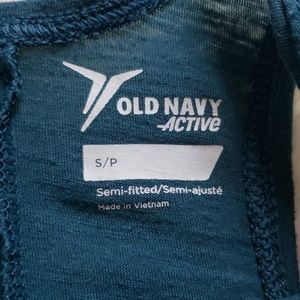 OLD NAVY
ACTIVE
S/P
Semi-fitted/Semi-ajusté
Made in Vietnam